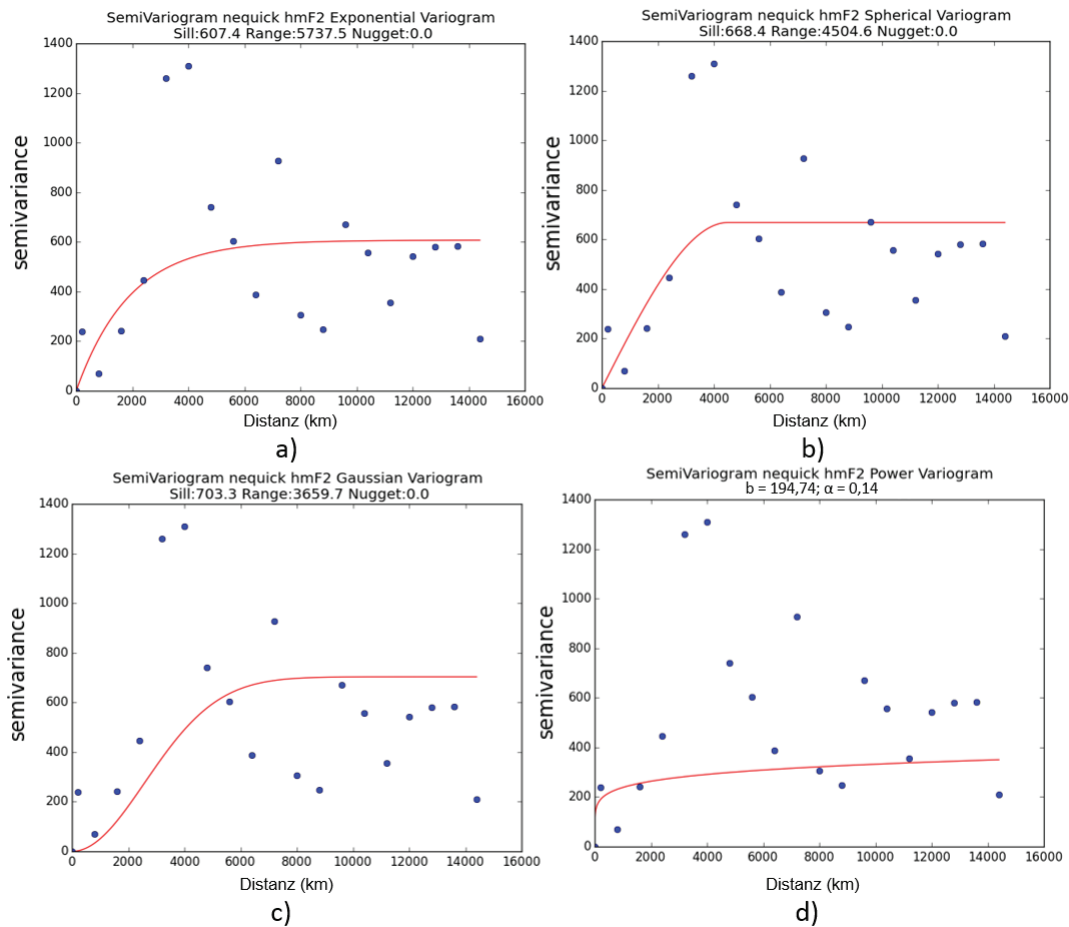 SemiVariogram nequick hmF2 Exponential Variogram
Sill:607.4 Range:5737.5 Nugget:0.0
1400
1200
1000
800
600
400
200
0
semivariance
0 2000 4000 6000 8000 10000 12000 14000 16000
Distanz (km)
a)
SemiVariogram nequick hmF2 Spherical Variogram
Sill:668.4 Range:4504.6 Nugget:0.0
1400
1200
1000
800
600
400
200
0
semivariance
0 2000 4000 6000 8000 10000 12000 14000 16000
Distanz (km)
b)
SemiVariogram nequick hmF2 Gaussian Variogram
Sill:703.3 Range:3659.7 Nugget:0.0
1400
1200
1000
800
600
400
200
0
semivariance
0 2000 4000 6000 8000 10000 12000 14000 16000
Distanz (km)
c)
SemiVariogram nequick hmF2 Power Variogram
b = 194,74; α = 0,14
1400
1200
1000
800
600
400
200
0
semivariance
0 2000 4000 6000 8000 10000 12000 14000 16000
Distanz (km)
d)